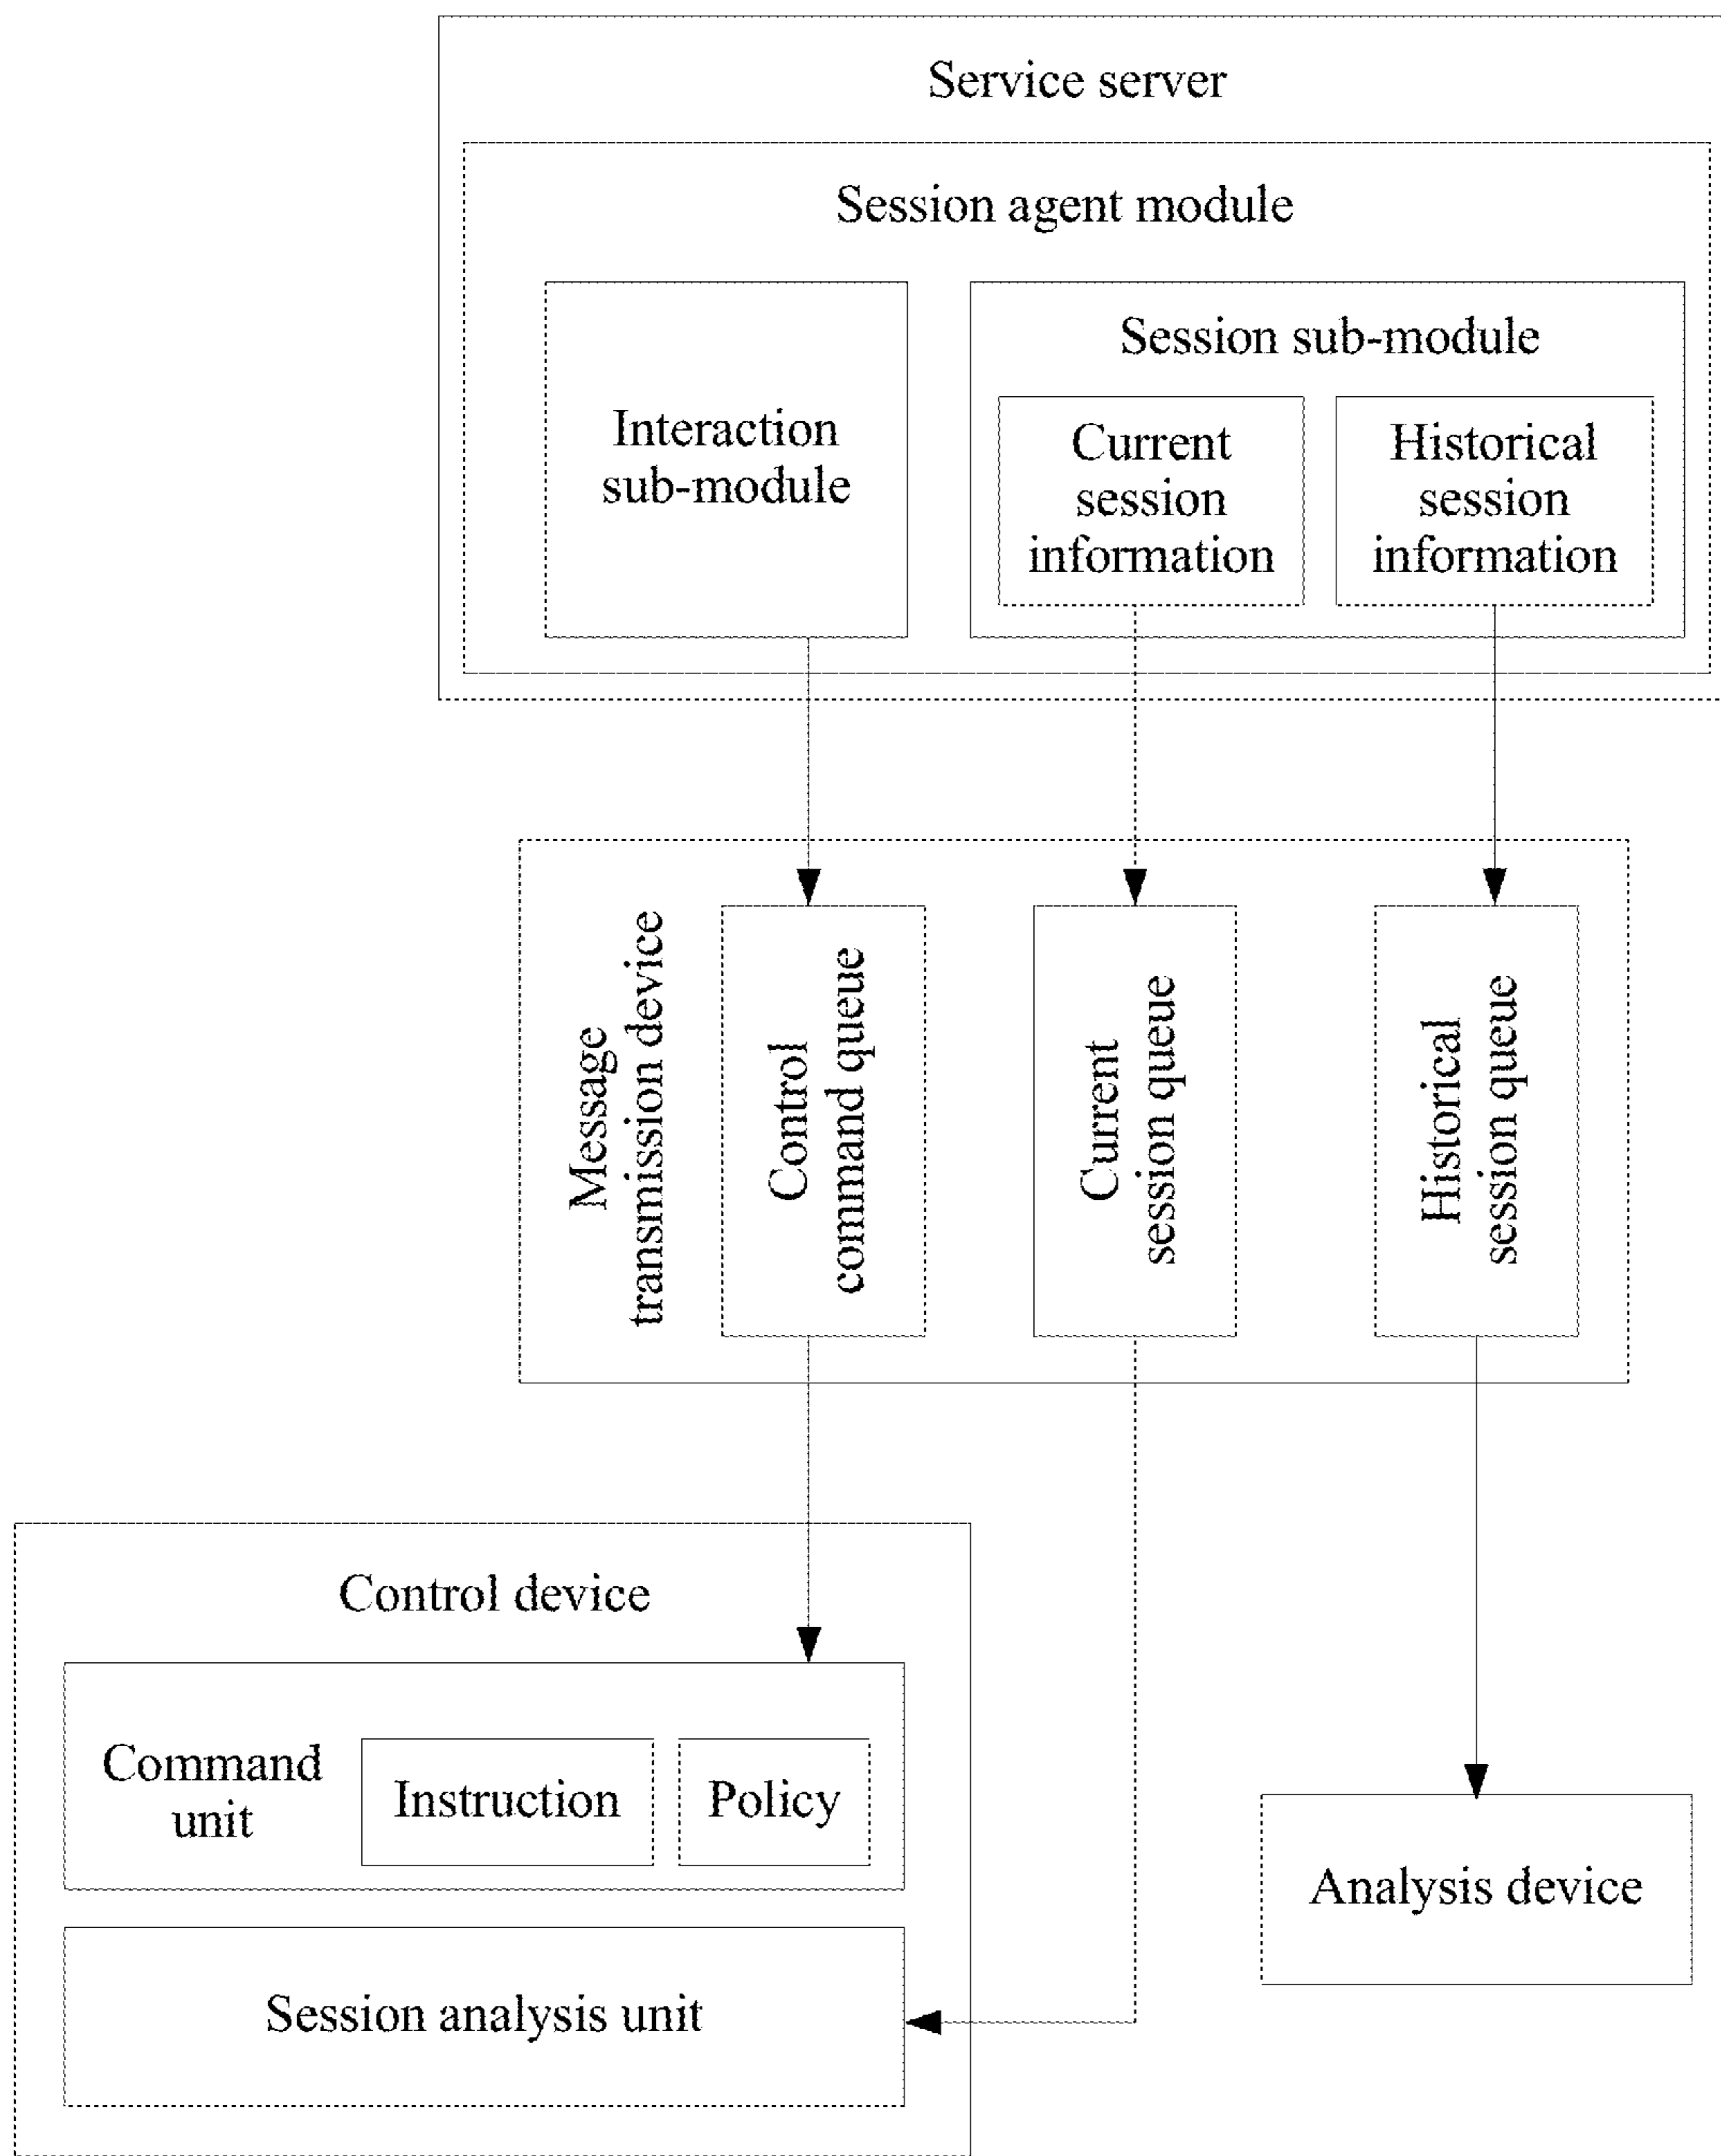 Service server
Session agent module
Interaction
sub-module
Session sub-module
Current
session
information
Historical
session
information
Message
transmission device
Control
command queue
Current
session queue
Historical
session queue
Control device
Command
unit
Instruction
Policy
Session analysis unit
Analysis device